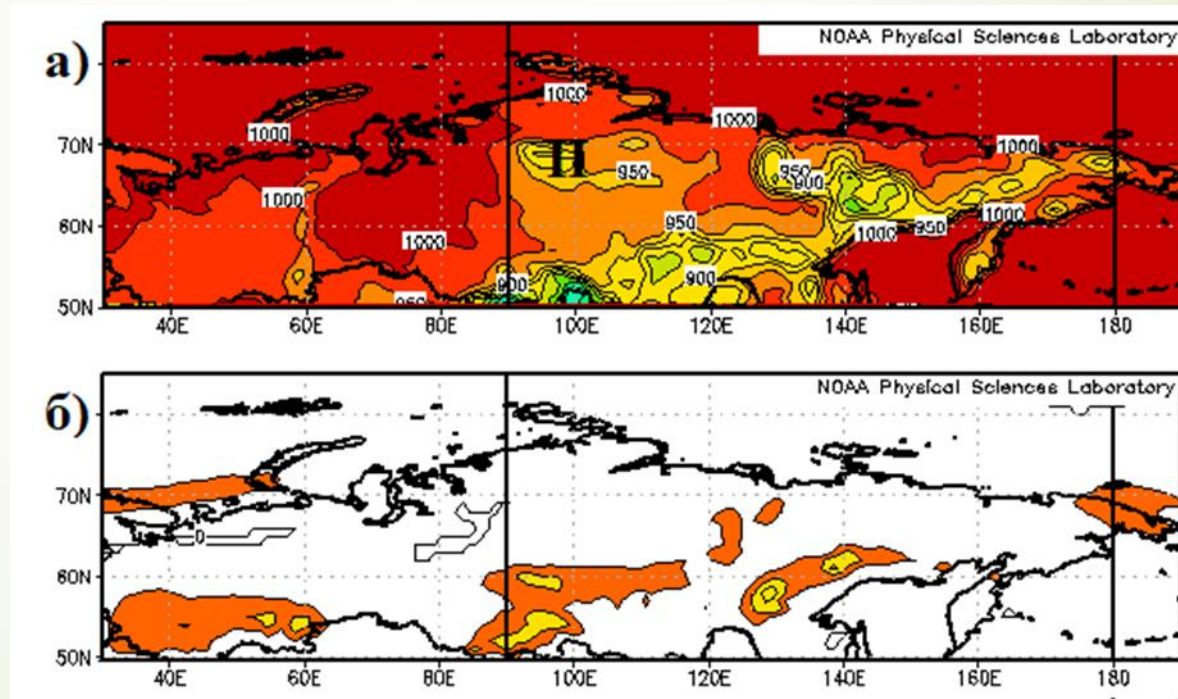 а)
NOAA Physical Sciences Laboratory
1000
1000 1000
70N Н 1000
950 950
900
1000 1000
60N 950 1000 950
1000
900 900
50N
40E 60E 80E 100E 120E 140E 160E 180
б)
NOAA Physical Sciences Laboratory
70N
0
60N
50N
40E 60E 80E 100E 120E 140E 160E 180